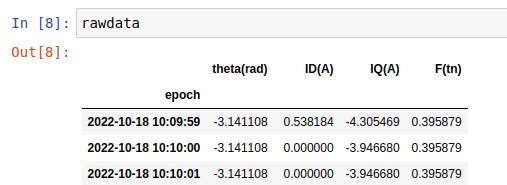 In [8]: rawdata
Out[8]:
theta(rad) ID(A) IQ(A) F(tn)
epoch
2022-10-18 10:09:59 -3.141108 0.538184 -4.305469 0.395879
2022-10-18 10:10:00 -3.141108 0.000000 -3.946680 0.395879
2022-10-18 10:10:01 -3.141108 0.000000 -3.946680 0.395879